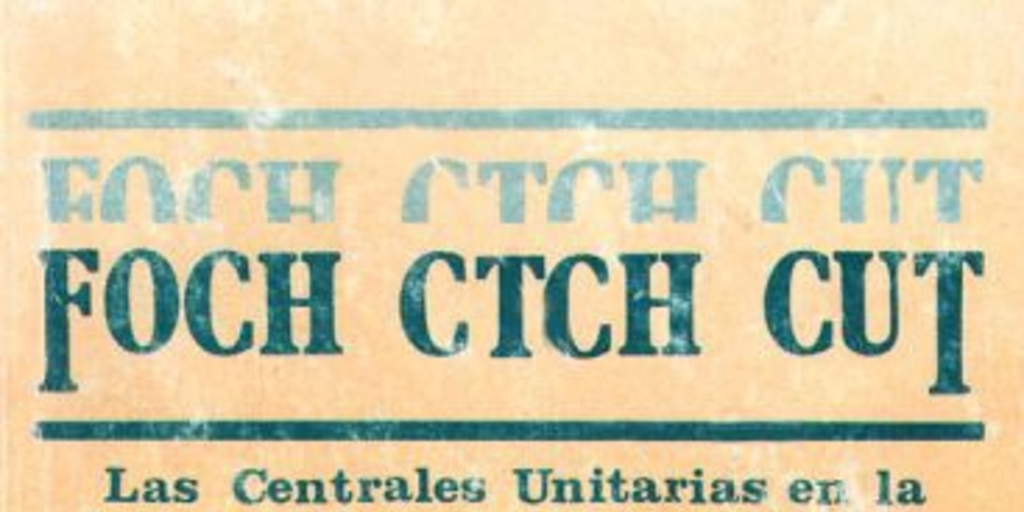 FOCH CTCH CUT
FOCH CTCH CUT
Las Centrales Unitarias en la